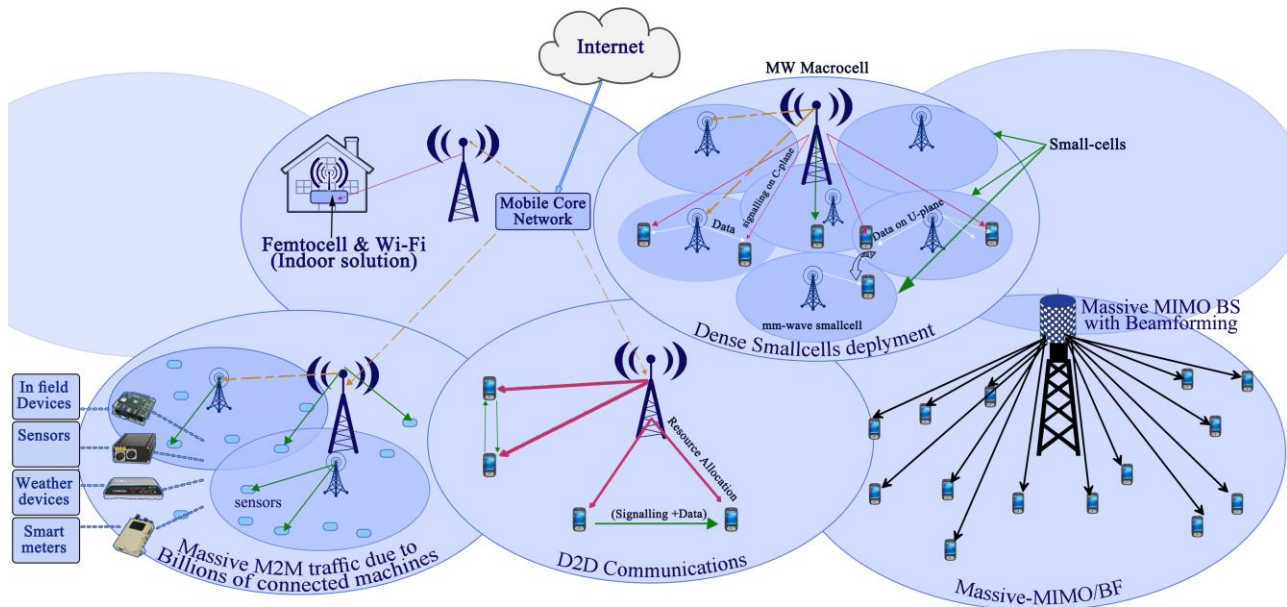 Internet
MW Macrocell
Small-cells
signalling on C-plane
Mobile Core
Network
Femtocell & Wi-Fi
(Indoor solution)
Data
Data on U-plane
mm-wave smallcell
Dense Smallcells deplyment
Massive MIMO BS
with Beamforming
In field
Devices
Sensors
Weather
devices
Smart
meters
sensors
Resource Allocation
(Signalling +Data)
Massive M2M traffic due to
Billions of connected machines
D2D Communications
Massive-MIMO/BF